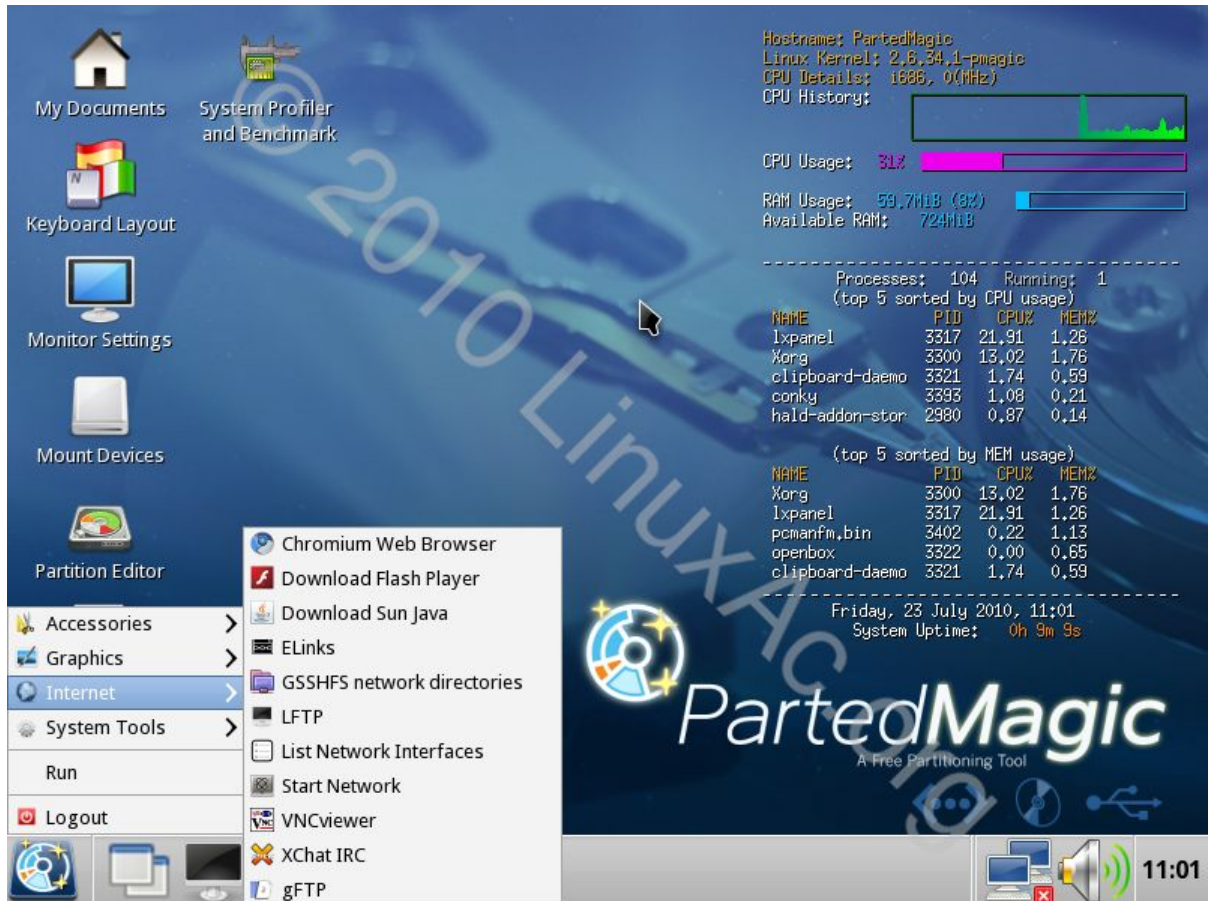 My Documents
System Profiler
and Benchmark
Keyboard Layout
Monitor Settings
Mount Devices
Partition Editor
Hostname: PartedMagic
Linux Kernel: 2.6.34.1-pmagic
CPU Details: i686, 0(MHz)
CPU History:
CPU Usage: 31%
RAM Usage: 59.7MiB (8%)
Available RAM: 724MiB
Processes: 104 Running: 1
(top 5 sorted by CPU usage)
NAME PID CPU% MEM%
lxpanel 3317 21.91 1.26
Xorg 3300 13.02 1.76
clipboard-daemo 3321 1.74 0.59
conky 3393 1.08 0.21
hald-addon-stor 2980 0.87 0.14
(top 5 sorted by MEM usage)
NAME PID CPU% MEM%
Xorg 3300 13.02 1.76
lxpanel 3317 21.91 1.26
pcmanfm.bin 3402 0.22 1.13
openbox 3322 0.00 0.65
clipboard-daemo 3321 1.74 0.59
Friday, 23 July 2010, 11:01
System Uptime: 0h 9m 9s
PartedMagic
A Free Partitioning Tool
© 2010 LinuxAc.org
Accessories
Graphics
Internet
System Tools
Run
Logout
Chromium Web Browser
Download Flash Player
Download Sun Java
ELinks
GSSHFS network directories
LFTP
List Network Interfaces
Start Network
VNCviewer
XChat IRC
gFTP
11:01